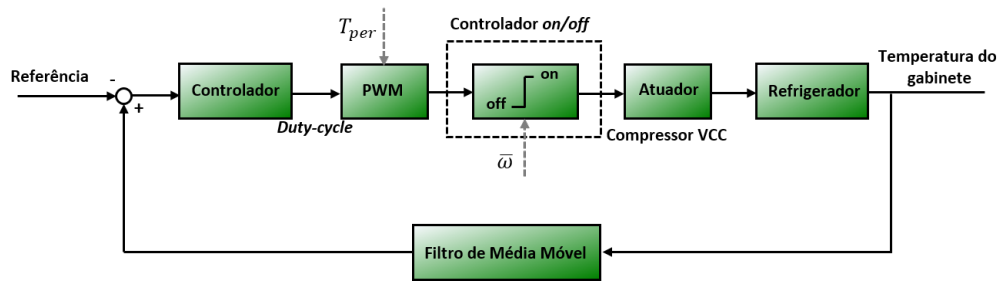 T_per
Controlador on/off
Temperatura do
gabinete
Referência
-
+
Controlador
PWM
on
off
Atuador
Refrigerador
Duty-cycle
Compressor VCC
ω̅
Filtro de Média Móvel